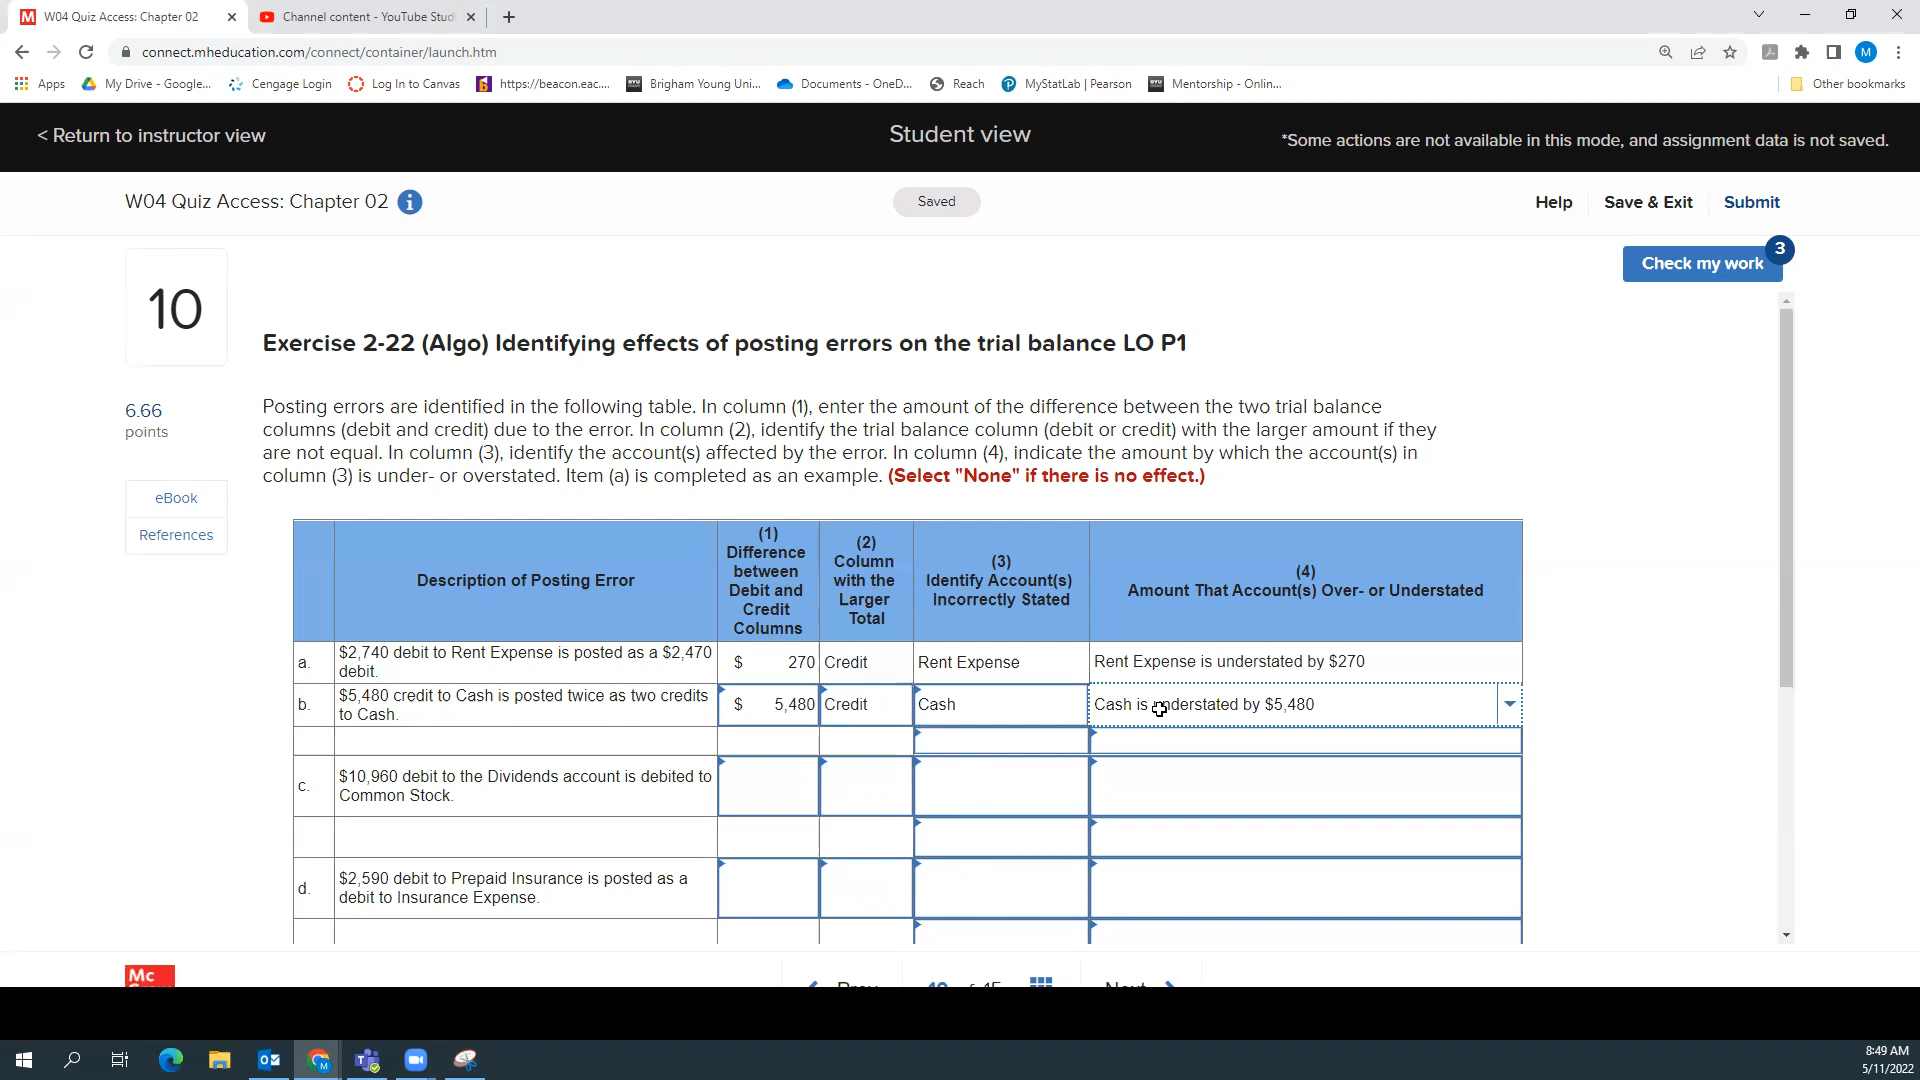 W04 Quiz Access: Chapter 02
Channel content - YouTube Stud
connect.mheducation.com/connect/container/launch.htm
M
Apps
My Drive - Google...
Cengage Login
Log In to Canvas
https://beacon.eac....
Brigham Young Uni...
Documents - OneD...
Reach
MyStatLab | Pearson
Mentorship - Onlin...
Other bookmarks
< Return to instructor view
Student view
*Some actions are not available in this mode, and assignment data is not saved.
W04 Quiz Access: Chapter 02
Saved
Help
Save & Exit
Submit
3
Check my work
10
6.66
points
eBook
References
Exercise 2-22 (Algo) Identifying effects of posting errors on the trial balance LO P1
Posting errors are identified in the following table. In column (1), enter the amount of the difference between the two trial balance
columns (debit and credit) due to the error. In column (2), identify the trial balance column (debit or credit) with the larger amount if they
are not equal. In column (3), identify the account(s) affected by the error. In column (4), indicate the amount by which the account(s) in
column (3) is under- or overstated. Item (a) is completed as an example. (Select "None" if there is no effect.)
Description of Posting Error
(1)
Difference
between
Debit and
Credit
Columns
(2)
Column
with the
Larger
Total
(3)
Identify Account(s)
Incorrectly Stated
(4)
Amount That Account(s) Over- or Understated
a.
$2,740 debit to Rent Expense is posted as a $2,470
debit.
$ 270
Credit
Rent Expense
Rent Expense is understated by $270
b.
$5,480 credit to Cash is posted twice as two credits
to Cash.
$ 5,480
Credit
Cash
Cash is understated by $5,480
c.
$10,960 debit to the Dividends account is debited to
Common Stock.
d.
$2,590 debit to Prepaid Insurance is posted as a
debit to Insurance Expense.
Mc
Prev
of 15
Next
8:49 AM
5/11/2022